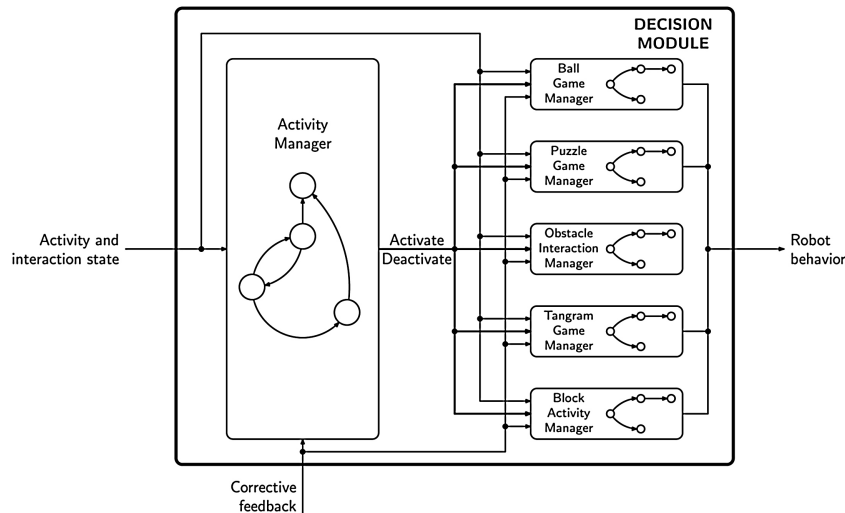 DECISION
MODULE
Activity
Manager
Activity and
interaction state
Activate
Deactivate
Ball
Game
Manager
Puzzle
Game
Manager
Obstacle
Interaction
Manager
Tangram
Game
Manager
Block
Activity
Manager
Robot
behavior
Corrective
feedback